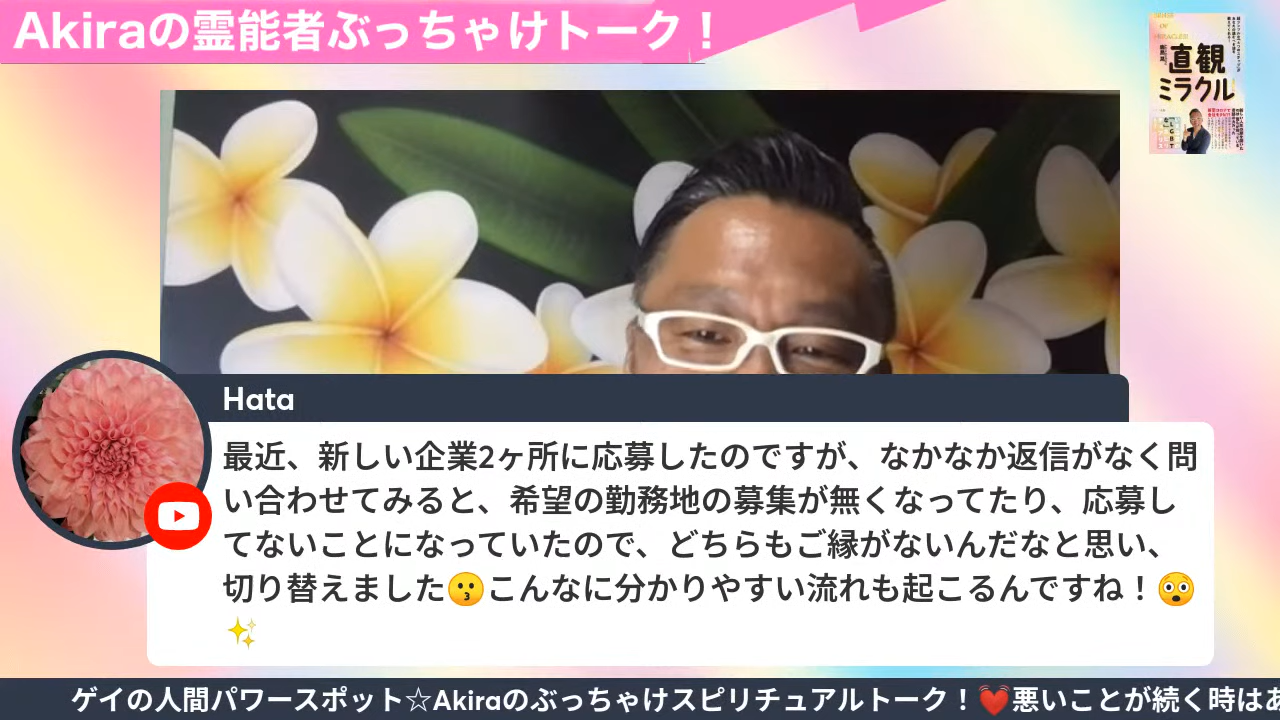 Akiraの霊能者ぶっちゃけトーク！
直観
ミラクル
Hata
最近、新しい企業2ヶ所に応募したのですが、なかなか返信がなく問
い合わせてみると、希望の勤務地の募集が無くなってたり、応募し
てないことになっていたので、どちらもご縁がないんだなと思い、
切り替えました😗こんなに分かりやすい流れも起こるんですね！😲
✨
ゲイの人間パワースポット☆Akiraのぶっちゃけスピリチュアルトーク！💓悪いことが続く時はあ